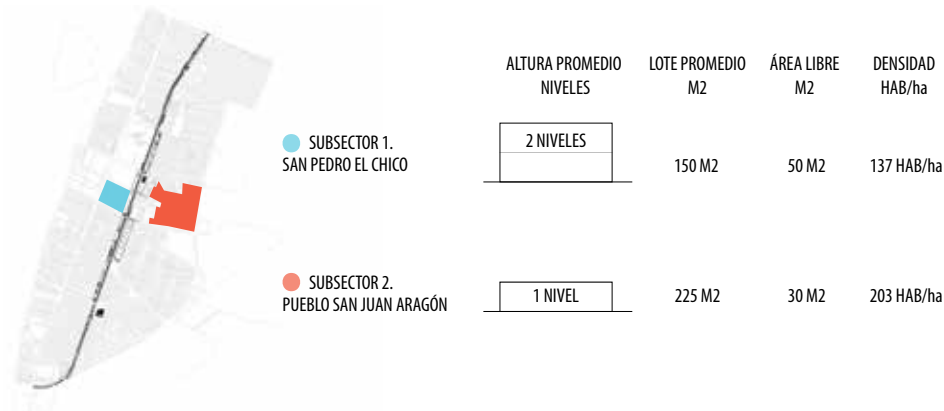 ALTURA PROMEDIO
NIVELES
LOTE PROMEDIO
M2
ÁREA LIBRE
M2
DENSIDAD
HAB/ha
SUBSECTOR 1.
SAN PEDRO EL CHICO
2 NIVELES
150 M2
50 M2
137 HAB/ha
SUBSECTOR 2.
PUEBLO SAN JUAN ARAGÓN
1 NIVEL
225 M2
30 M2
203 HAB/ha